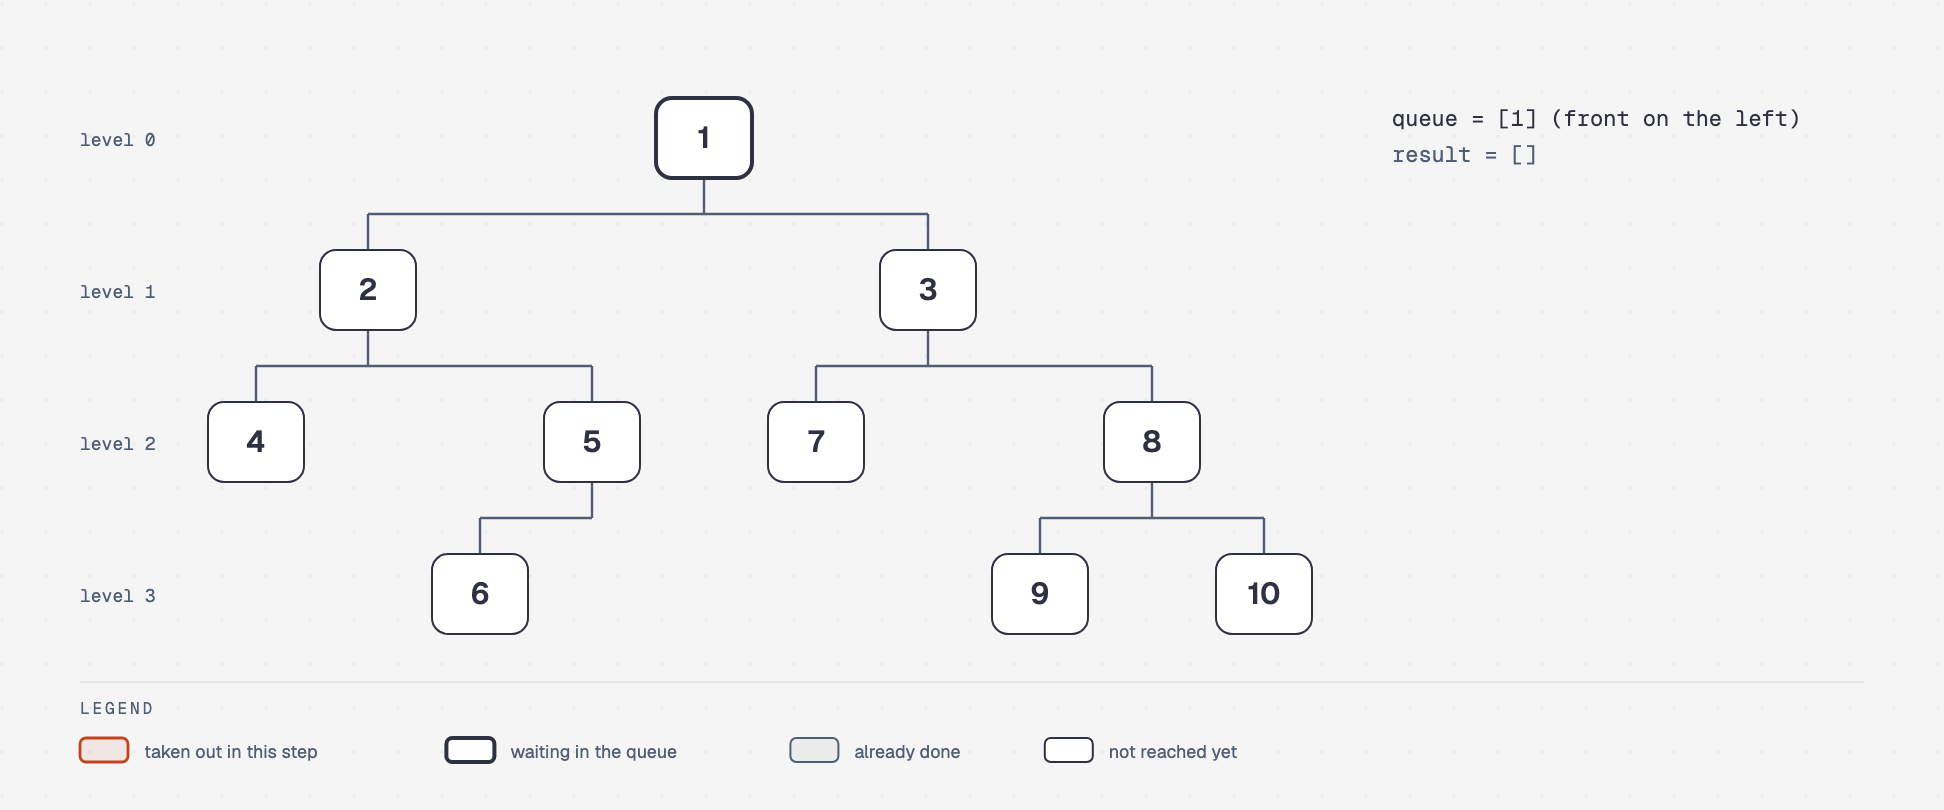 queue = [1] (front on the left)
result = []
level 0
1
level 1
2
3
level 2
4
5
7
8
level 3
6
9
10
LEGEND
taken out in this step
waiting in the queue
already done
not reached yet